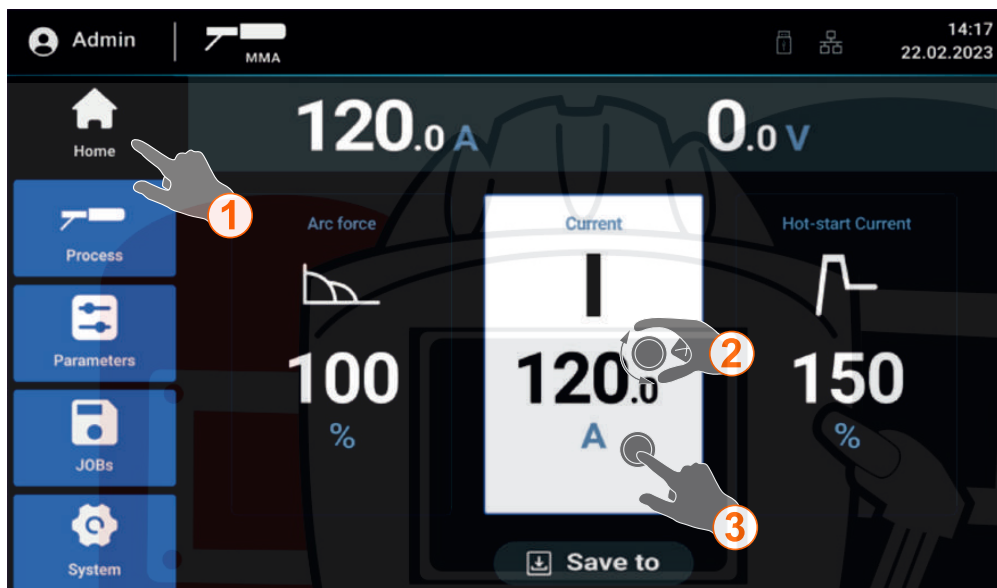 Admin
MMA
14:17
22.02.2023
Home
120.0 A
0.0 V
1
Process
Parameters
JOBs
System
Arc force
100
%
Current
120.0
A
2
3
Hot-start Current
150
%
Save to